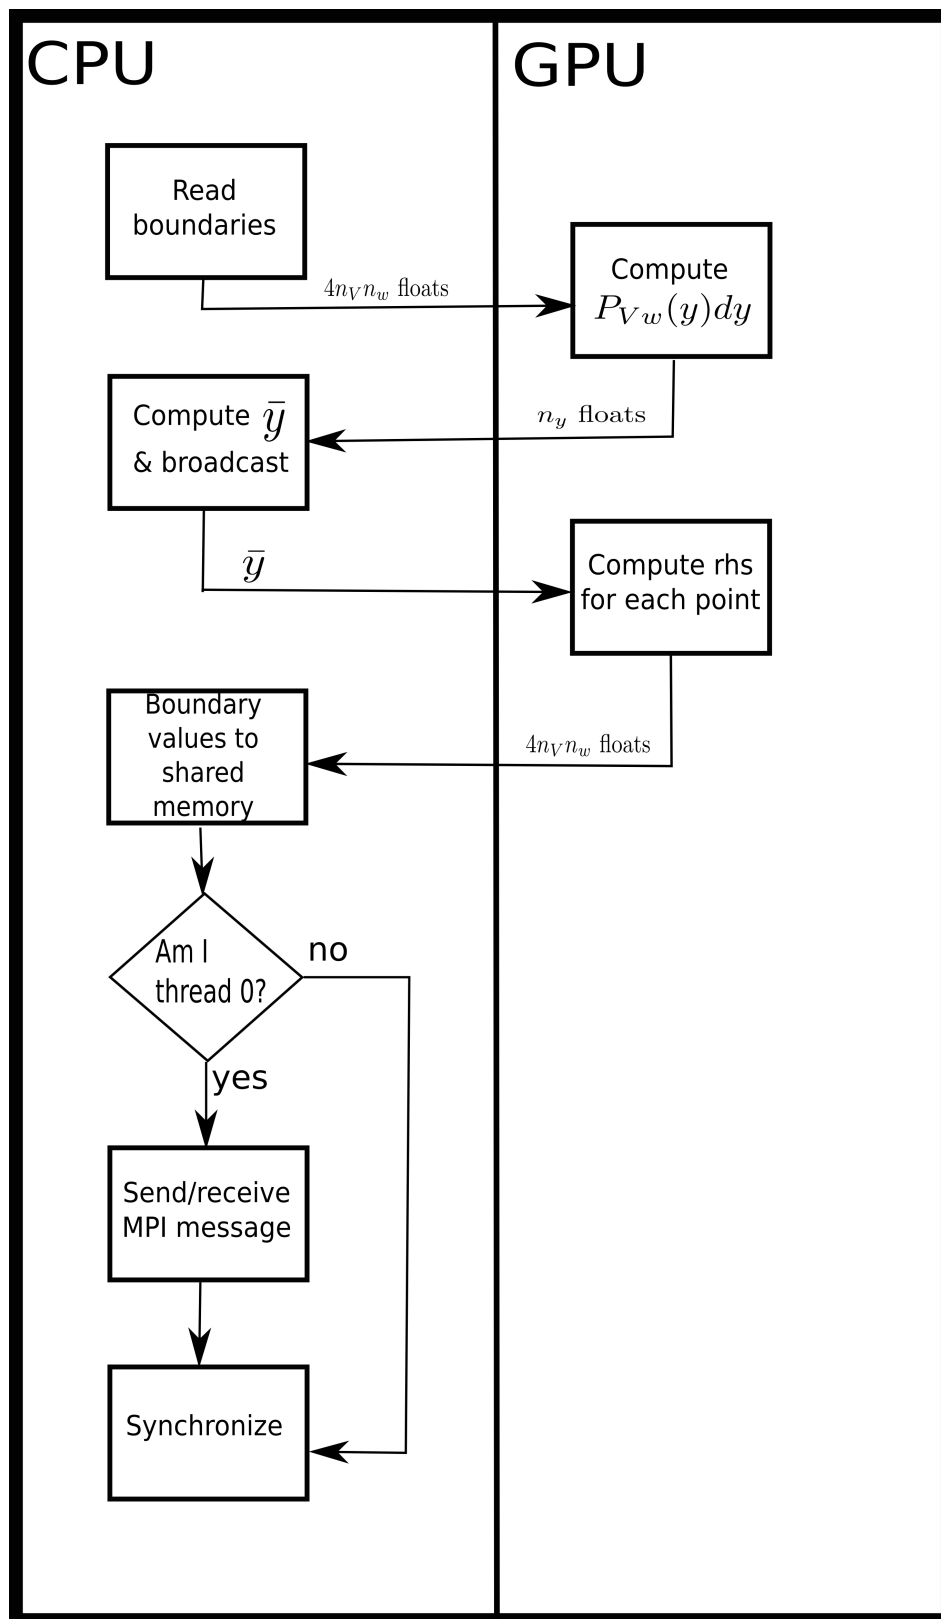 CPU
GPU
Read
boundaries
4n_V n_w floats
Compute
P_{Vw}(y)dy
n_y floats
Compute ȳ
& broadcast
ȳ
Compute rhs
for each point
4n_V n_w floats
Boundary
values to
shared
memory
Am I
thread 0?
no
yes
Send/receive
MPI message
Synchronize